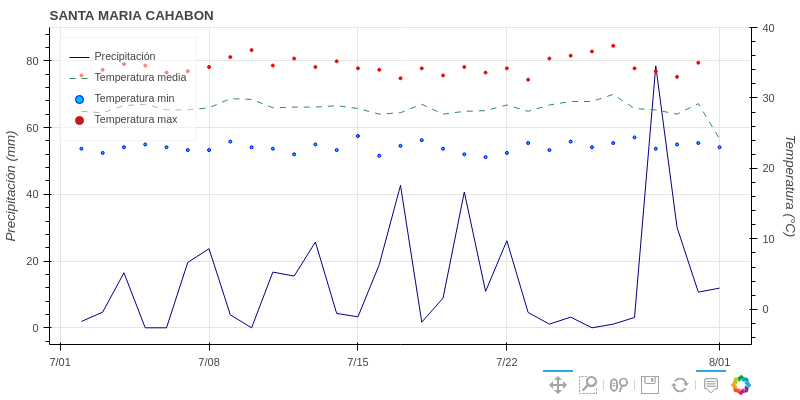 SANTA MARIA CAHABON
Precipitación
Temperatura media
Temperatura min
Temperatura max
Precipitación (mm)
80
60
40
20
0
Temperatura (°C)
40
30
20
10
0
7/01
7/08
7/15
7/22
8/01